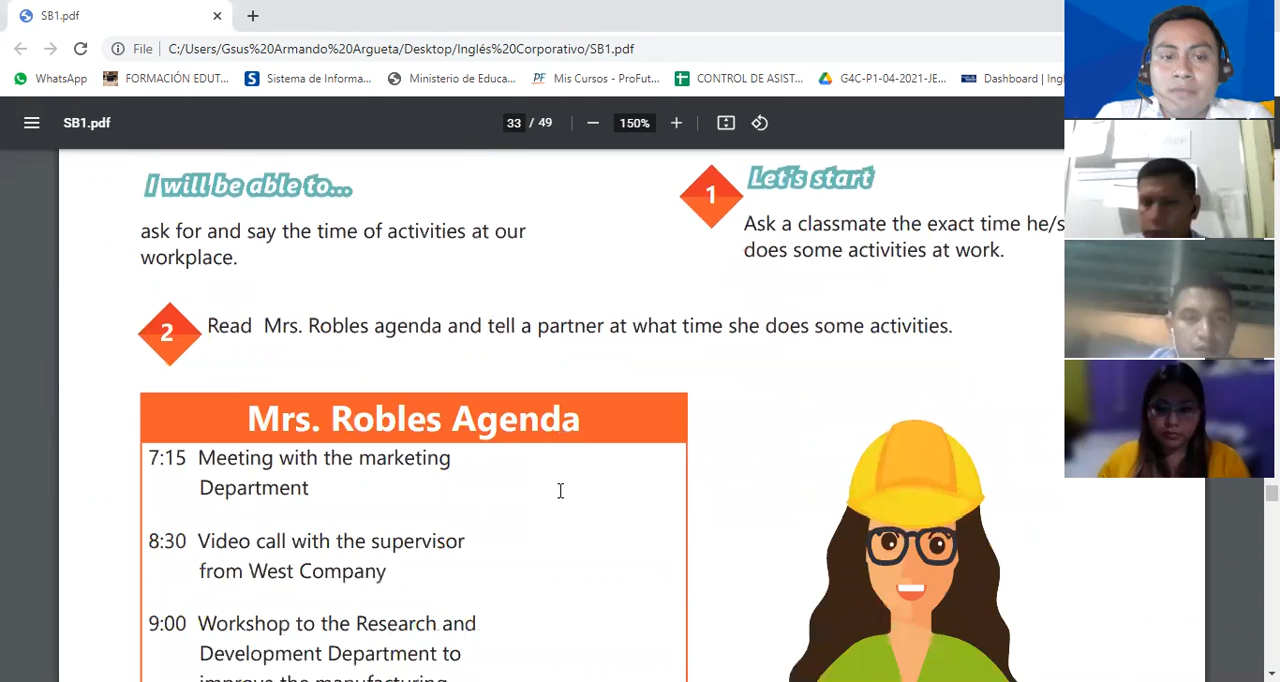 SB1.pdf
File
C:/Users/Gsus%20Armando%20Argueta/Desktop/Inglés%20Corporativo/SB1.pdf
WhatsApp
FORMACIÓN EDUT...
Sistema de Informa...
Ministerio de Educa...
PF Mis Cursos - ProFut...
CONTROL DE ASIST...
G4C-P1-04-2021-JE...
Dashboard | Ingl
SB1.pdf
33 / 49
150%
I will be able to...
ask for and say the time of activities at our
workplace.
1
Let's start
Ask a classmate the exact time he/s
does some activities at work.
2
Read Mrs. Robles agenda and tell a partner at what time she does some activities.
Mrs. Robles Agenda
7:15 Meeting with the marketing
Department
8:30 Video call with the supervisor
from West Company
9:00 Workshop to the Research and
Development Department to
improve the manufacturing